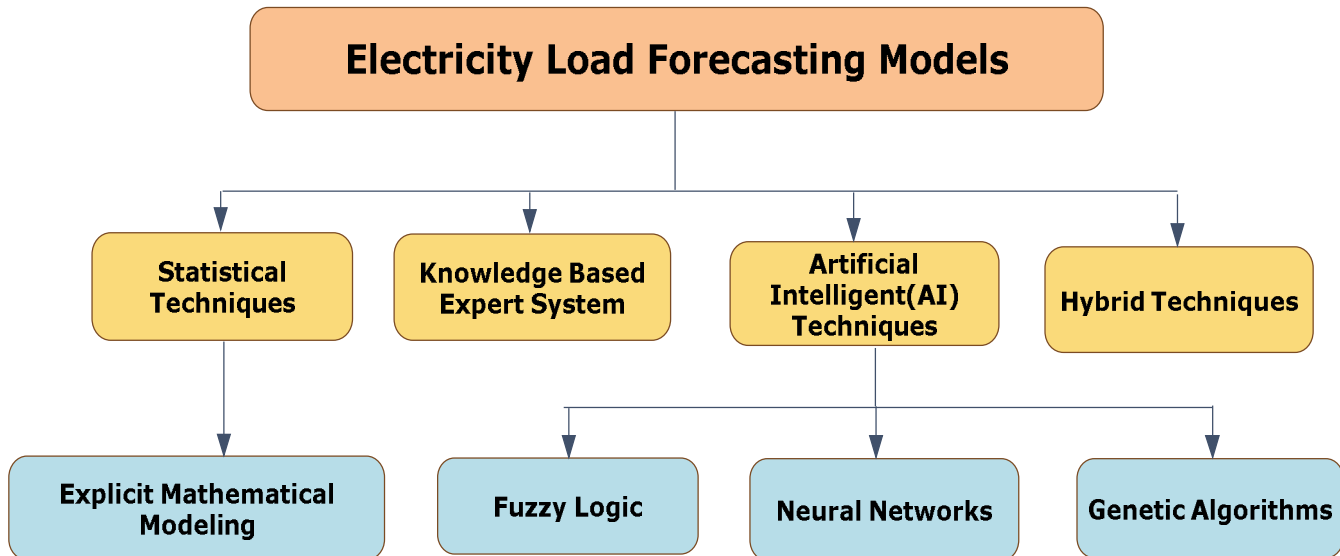 Electricity Load Forecasting Models
Statistical
Techniques
Knowledge Based
Expert System
Artificial
Intelligent(AI)
Techniques
Hybrid Techniques
Explicit Mathematical
Modeling
Fuzzy Logic
Neural Networks
Genetic Algorithms